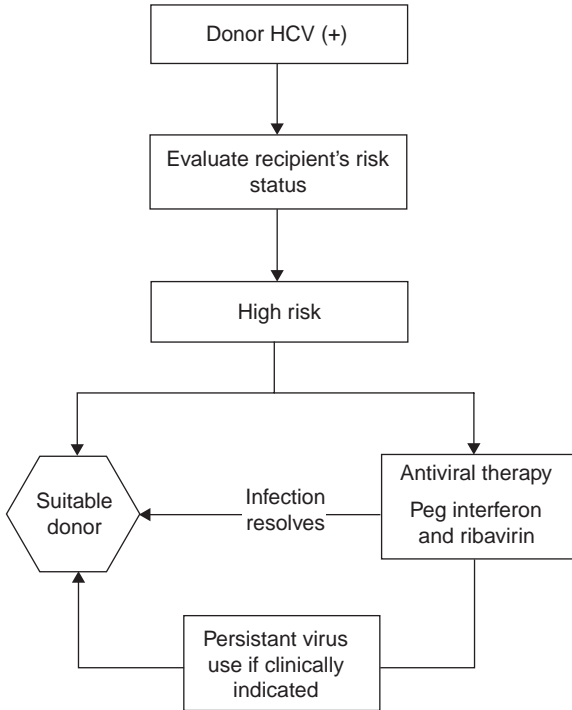 Donor HCV (+)
Evaluate recipient's risk
status
High risk
Suitable
donor
Infection
resolves
Antiviral therapy
Peg interferon
and ribavirin
Persistant virus
use if clinically
indicated